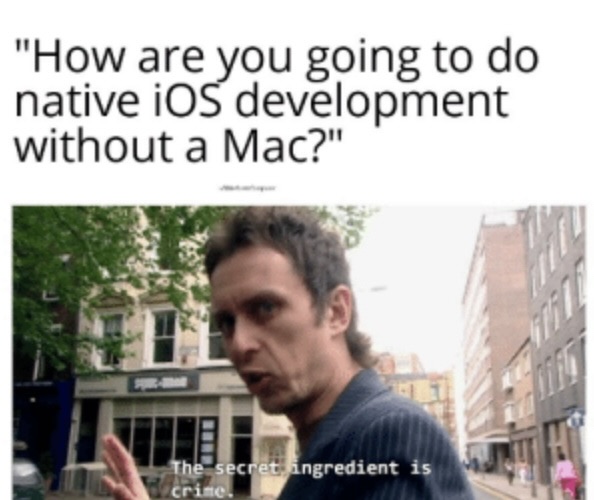 "How are you going to do
native iOS development
without a Mac?"
The secret ingredient is
crime.